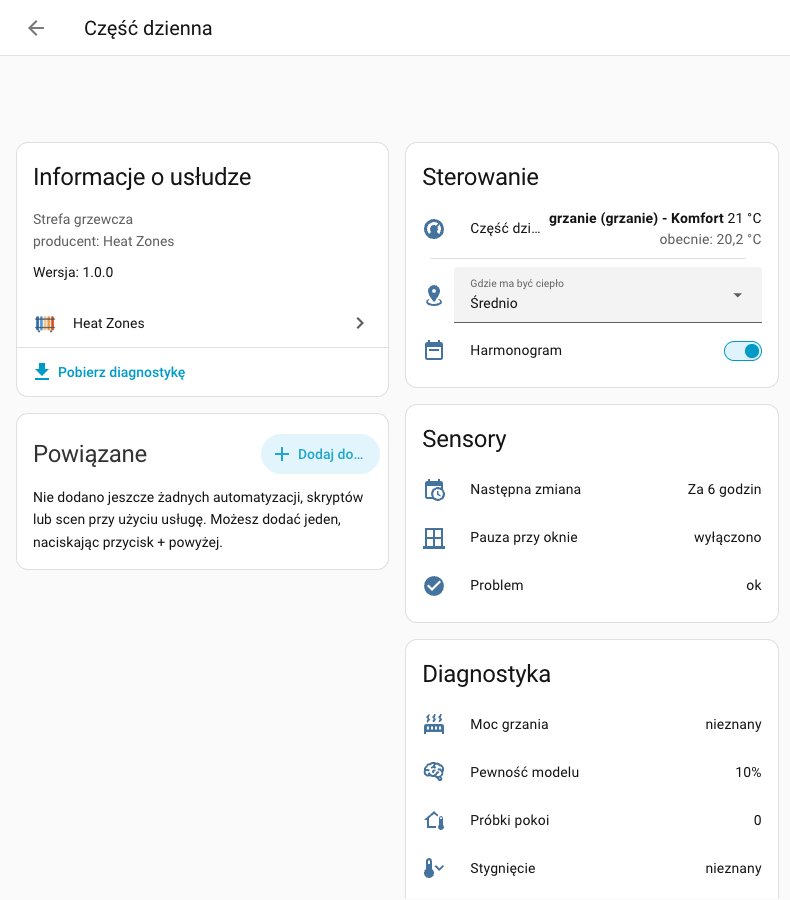 Część dzienna
Informacje o usłudze
Strefa grzewcza
producent: Heat Zones
Wersja: 1.0.0
Heat Zones
Pobierz diagnostykę
Powiązane
Dodaj do...
Nie dodano jeszcze żadnych automatyzacji, skryptów
lub scen przy użyciu usługę. Możesz dodać jeden,
naciskając przycisk + powyżej.
Sterowanie
Część dzi...
grzanie (grzanie) - Komfort 21 °C
obecnie: 20,2 °C
Gdzie ma być ciepło
Średnio
Harmonogram
Sensory
Następna zmiana
Za 6 godzin
Pauza przy oknie
wyłączono
Problem
ok
Diagnostyka
Moc grzania
nieznany
Pewność modelu
10%
Próbki pokoi
0
Stygnięcie
nieznany